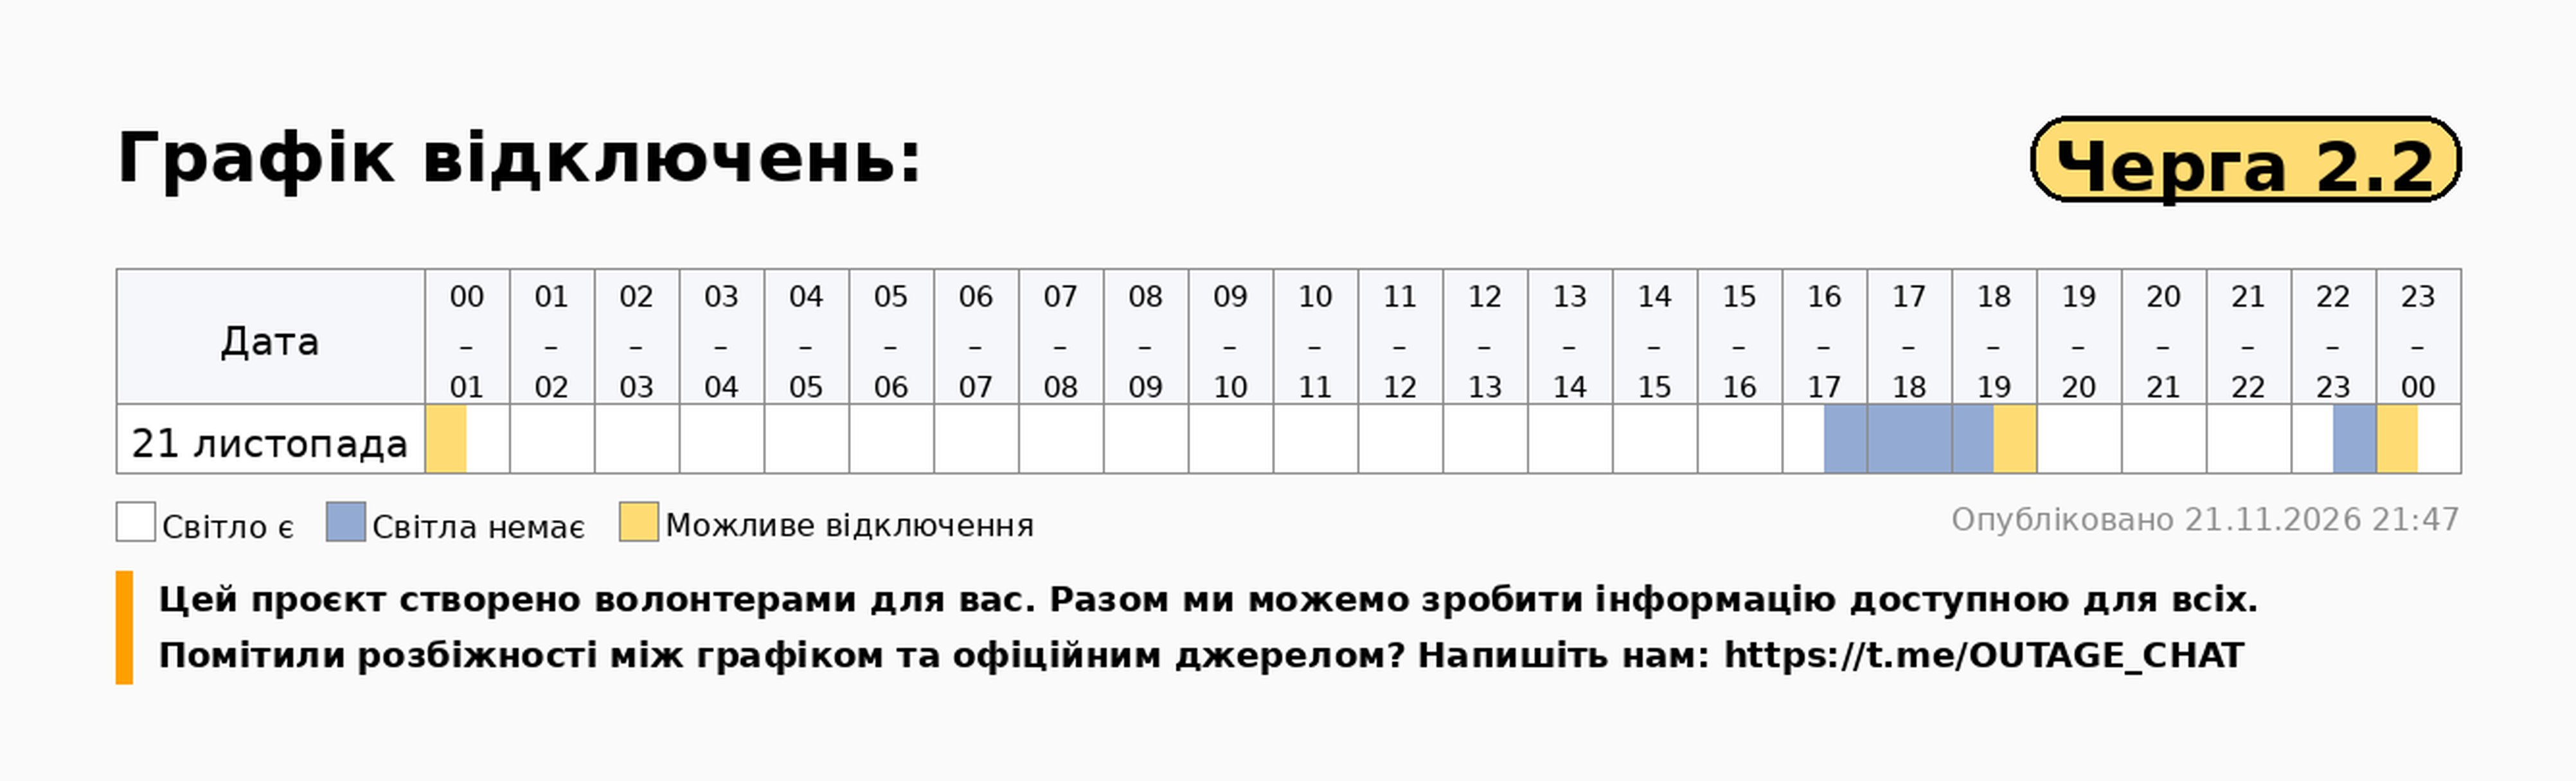 Графік відключень:
Черга 2.2
Дата 00 – 01 01 – 02 02 – 03 03 – 04 04 – 05 05 – 06 06 – 07 07 – 08 08 – 09 09 – 10 10 – 11 11 – 12 12 – 13 13 – 14 14 – 15 15 – 16 16 – 17 17 – 18 18 – 19 19 – 20 20 – 21 21 – 22 22 – 23 23 – 00
21 листопада
Світло є Світла немає Можливе відключення
Опубліковано 21.11.2026 21:47
Цей проєкт створено волонтерами для вас. Разом ми можемо зробити інформацію доступною для всіх.
Помітили розбіжності між графіком та офіційним джерелом? Напишіть нам: https://t.me/OUTAGE_CHAT